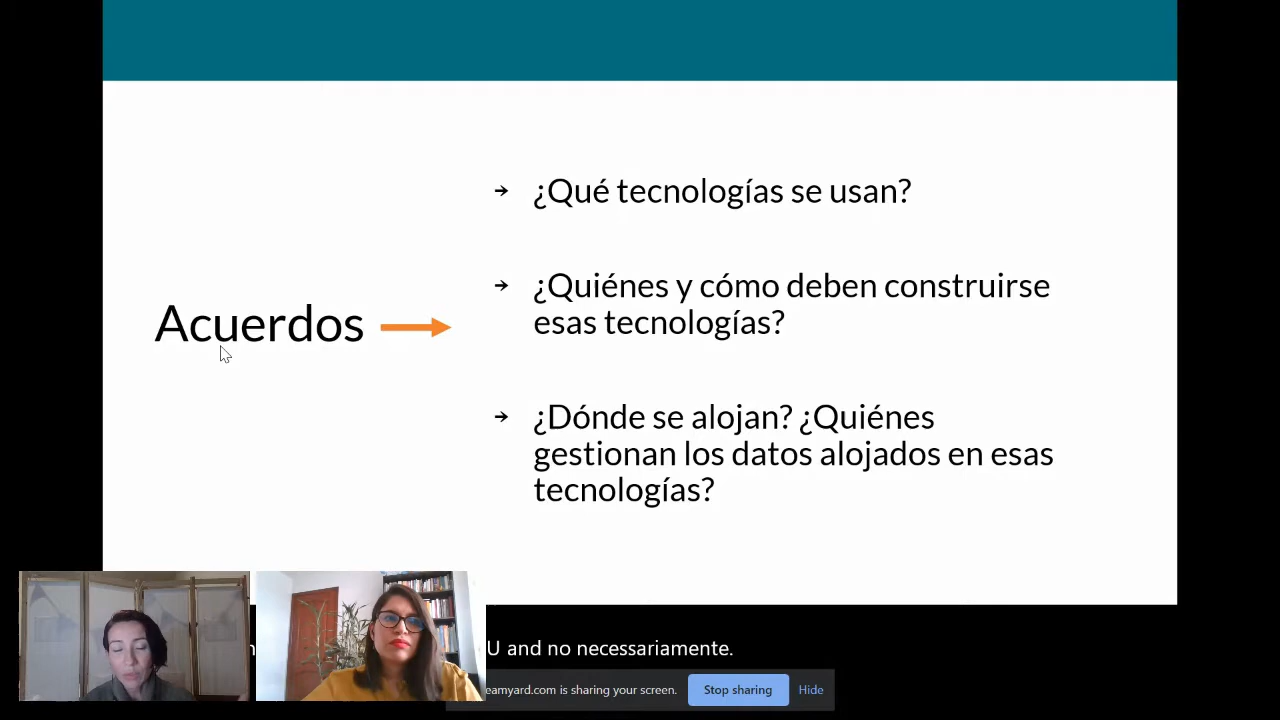 Acuerdos
→ ¿Qué tecnologías se usan?
→ ¿Quiénes y cómo deben construirse
esas tecnologías?
→ ¿Dónde se alojan? ¿Quiénes
gestionan los datos alojados en esas
tecnologías?
U and no necessariamente.
eamyard.com is sharing your screen.
Stop sharing
Hide